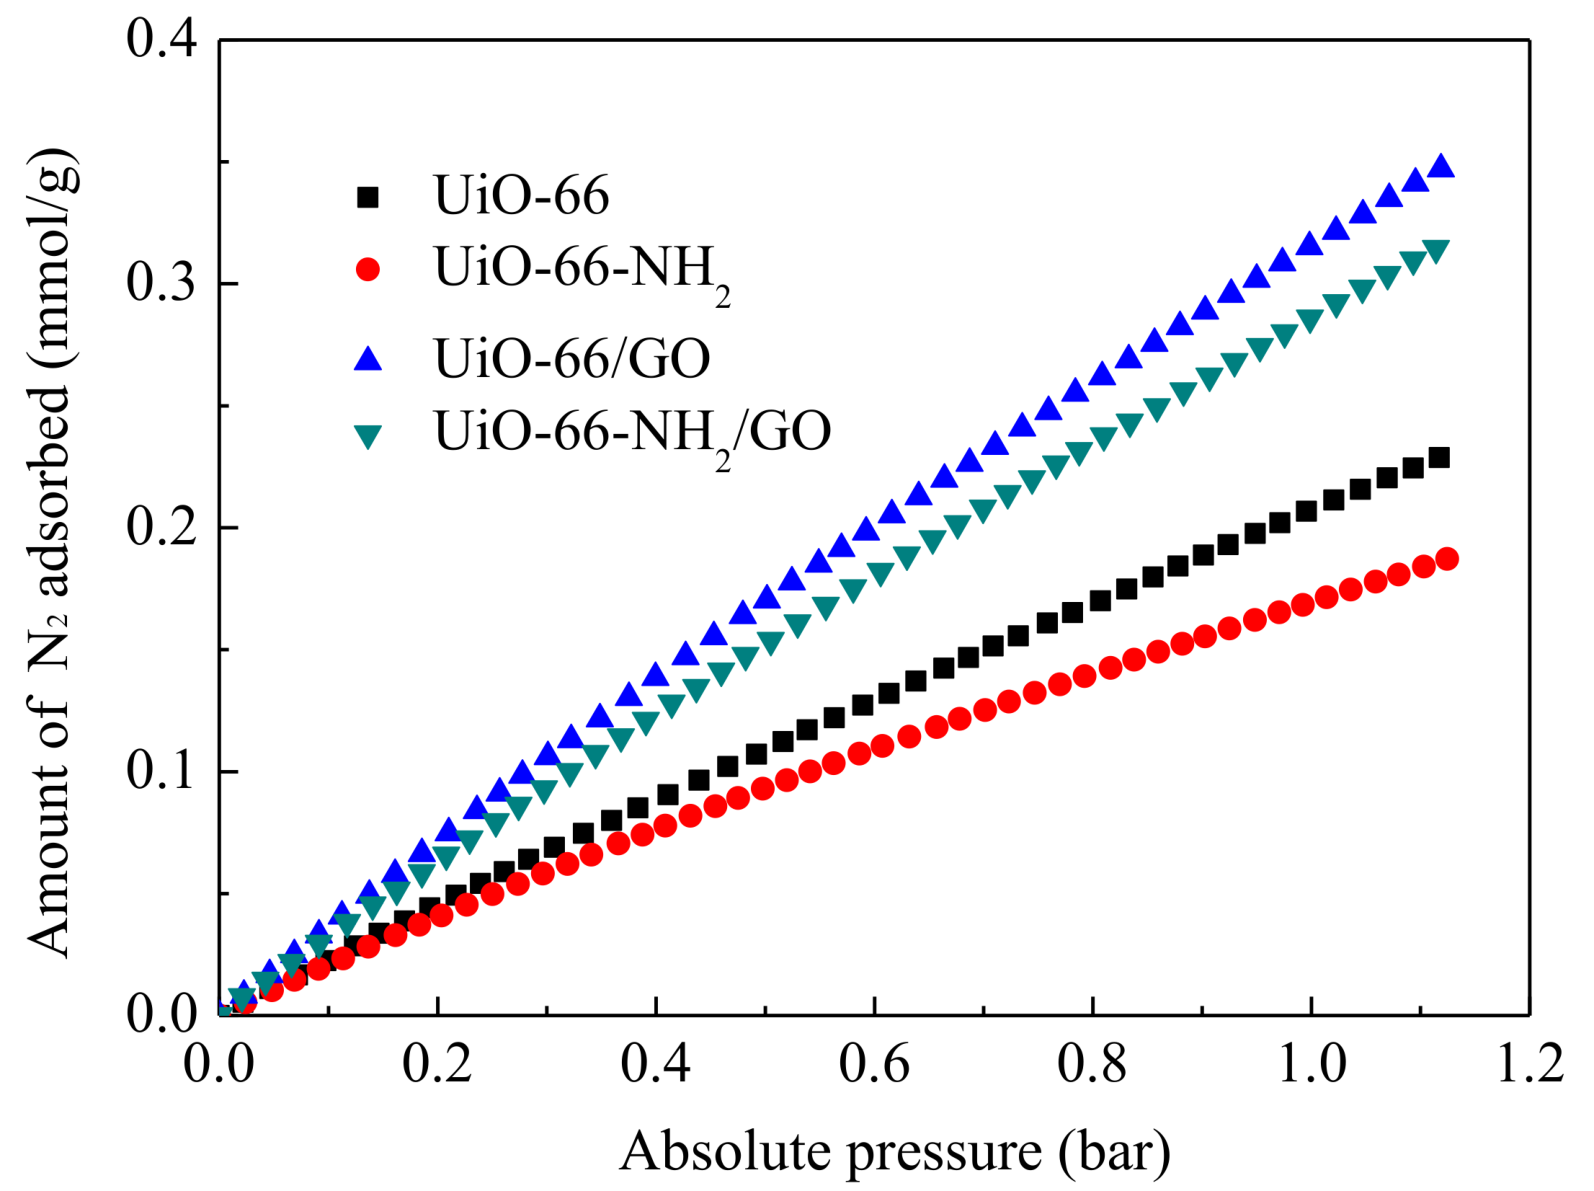 0.4
0.3
0.2
0.1
0.0
Amount of N₂ adsorbed (mmol/g)
UiO-66
UiO-66-NH₂
UiO-66/GO
UiO-66-NH₂/GO
0.0 0.2 0.4 0.6 0.8 1.0 1.2
Absolute pressure (bar)